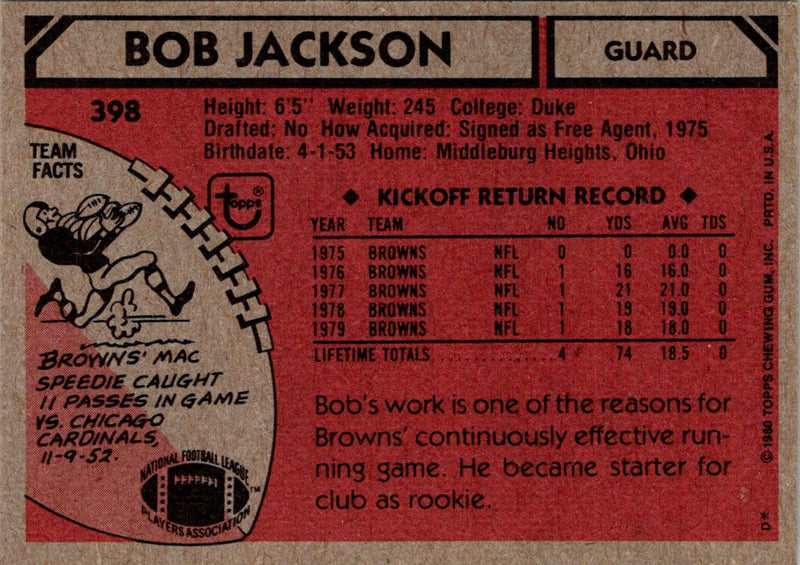 BOB JACKSON
GUARD
398
Height: 6'5" Weight: 245 College: Duke
Drafted: No How Acquired: Signed as Free Agent, 1975
Birthdate: 4-1-53 Home: Middleburg Heights, Ohio
TEAM
FACTS
Topps®
◆ KICKOFF RETURN RECORD ◆
YEAR TEAM NO YDS AVG TDS
1975 BROWNS NFL 0 0 0.0 0
1976 BROWNS NFL 1 16 16.0 0
1977 BROWNS NFL 1 21 21.0 0
1978 BROWNS NFL 1 19 19.0 0
1979 BROWNS NFL 1 18 18.0 0
LIFETIME TOTALS 4 74 18.5 0
BROWNS' MAC
SPEEDIE CAUGHT
11 PASSES IN GAME
VS. CHICAGO
CARDINALS,
11-9-52.
Bob's work is one of the reasons for
Browns' continuously effective run-
ning game. He became starter for
club as rookie.
NATIONAL FOOTBALL LEAGUE
PLAYERS ASSOCIATION™
© 1980 TOPPS CHEWING GUM, INC. PRTD. IN U.S.A.
D*